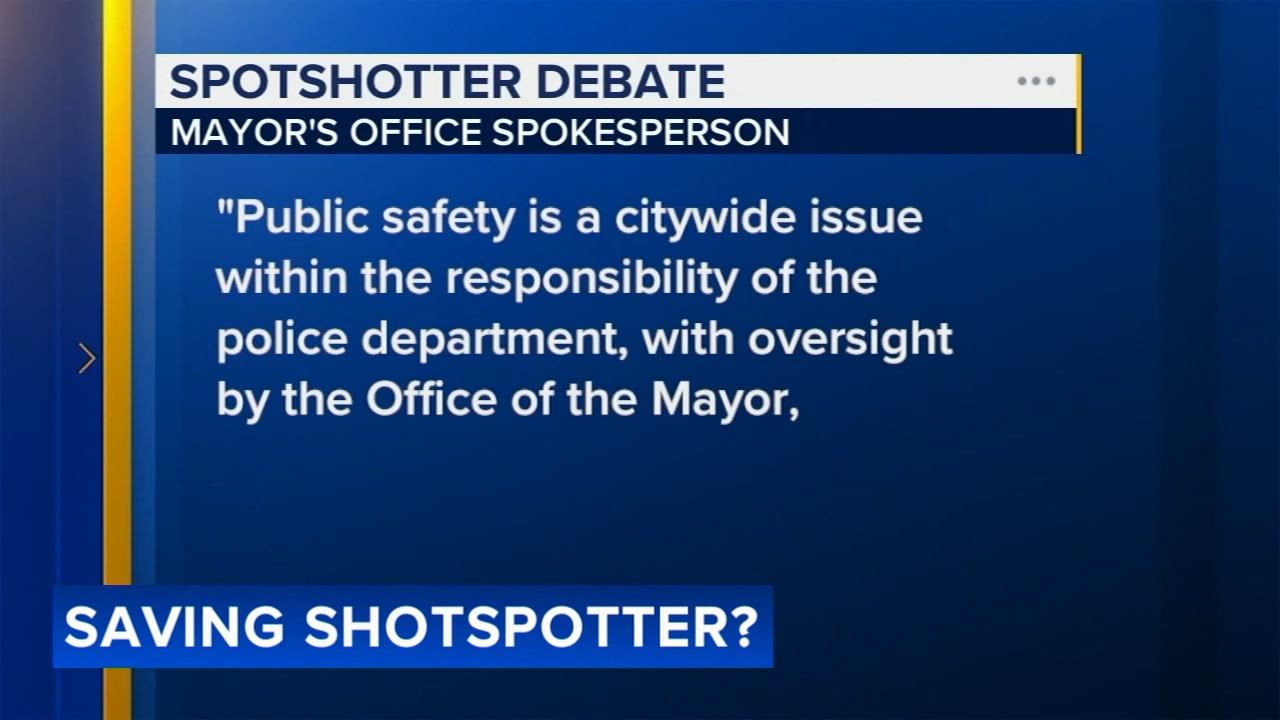 SPOTSHOTTER DEBATE
MAYOR'S OFFICE SPOKESPERSON
"Public safety is a citywide issue
within the responsibility of the
police department, with oversight
by the Office of the Mayor,
SAVING SHOTSPOTTER?